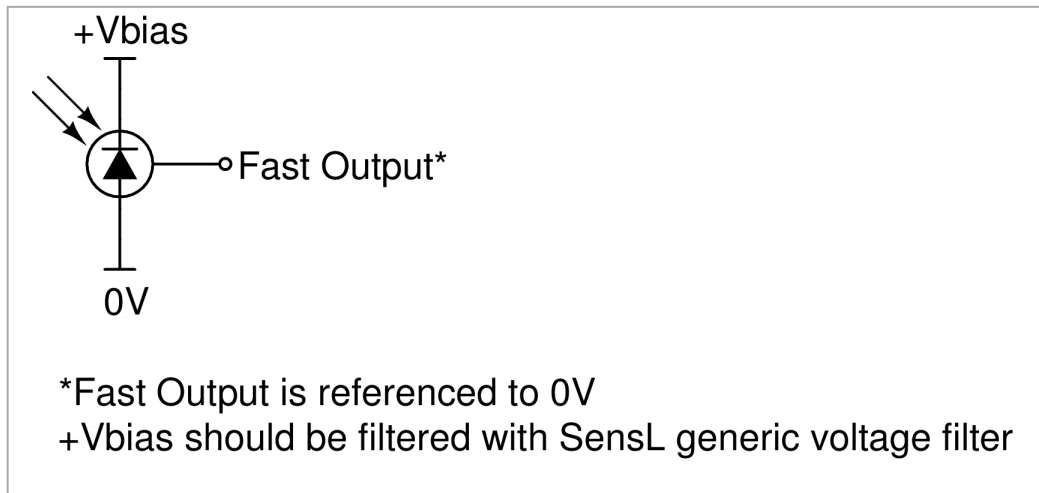 +Vbias
Fast Output*
0V
*Fast Output is referenced to 0V
+Vbias should be filtered with SensL generic voltage filter